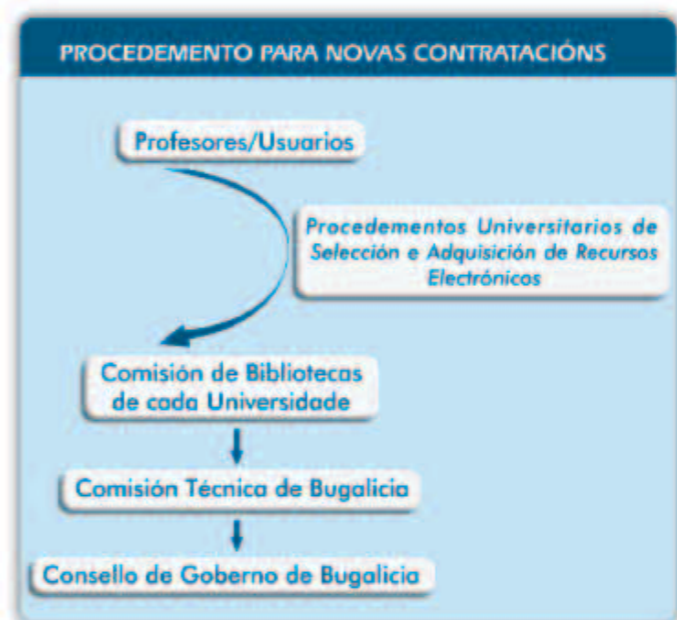 PROCEDEMENTO PARA NOVAS CONTRATACIÓNS
Profesores/Usuarios
Procedementos Universitarios de
Selección e Adquisición de Recursos
Electrónicos
Comisión de Bibliotecas
de cada Universidade
Comisión Técnica de Bugalicia
Consello de Goberno de Bugalicia